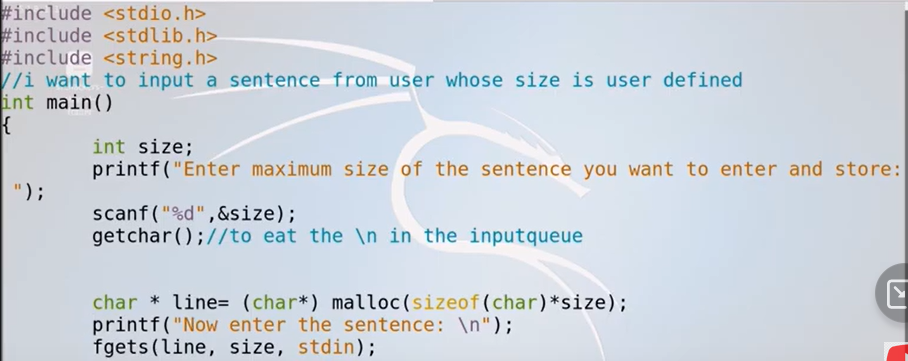 #include <stdio.h>
#include <stdlib.h>
#include <string.h>
//i want to input a sentence from user whose size is user defined
int main()
{
int size;
printf("Enter maximum size of the sentence you want to enter and store:
");
scanf("%d",&size);
getchar();//to eat the \n in the inputqueue
char * line= (char*) malloc(sizeof(char)*size);
printf("Now enter the sentence: \n");
fgets(line, size, stdin);